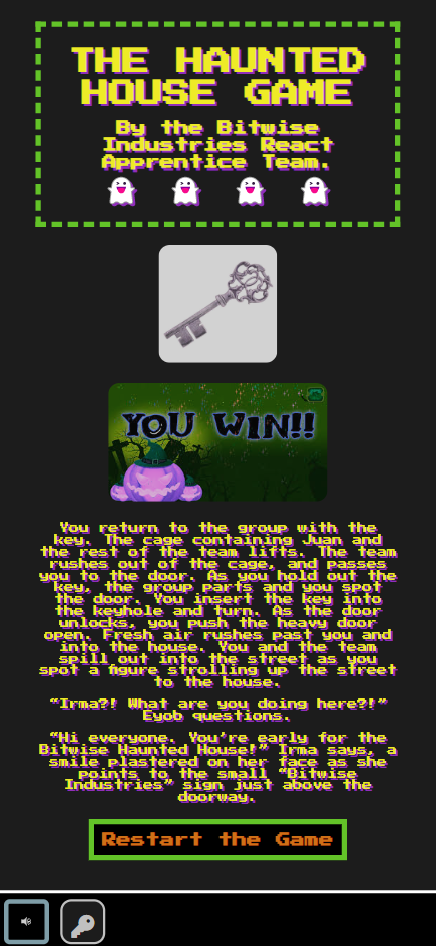 THE HAUNTED
HOUSE GAME
By the Bitwise
Industries React
Apprentice Team.
YOU WIN!!
You return to the group with the
key. The cage containing Juan and
the rest of the team lifts. The team
rushes out of the cage, and passes
you to the door. As you hold out the
key, the group parts and you spot
the door. You insert the key into
the keyhole and turn. As the door
unlocks, you push the heavy door
open. Fresh air rushes past you and
into the house. You and the team
spill out into the street as you
spot a figure strolling up the street
to the house.
“Irma?! What are you doing here?!”
Eyob questions.
“Hi everyone. You’re early for the
Bitwise Haunted House!” Irma says, a
smile plastered on her face as she
points to the small “Bitwise
Industries” sign just above the
doorway.
Restart the Game